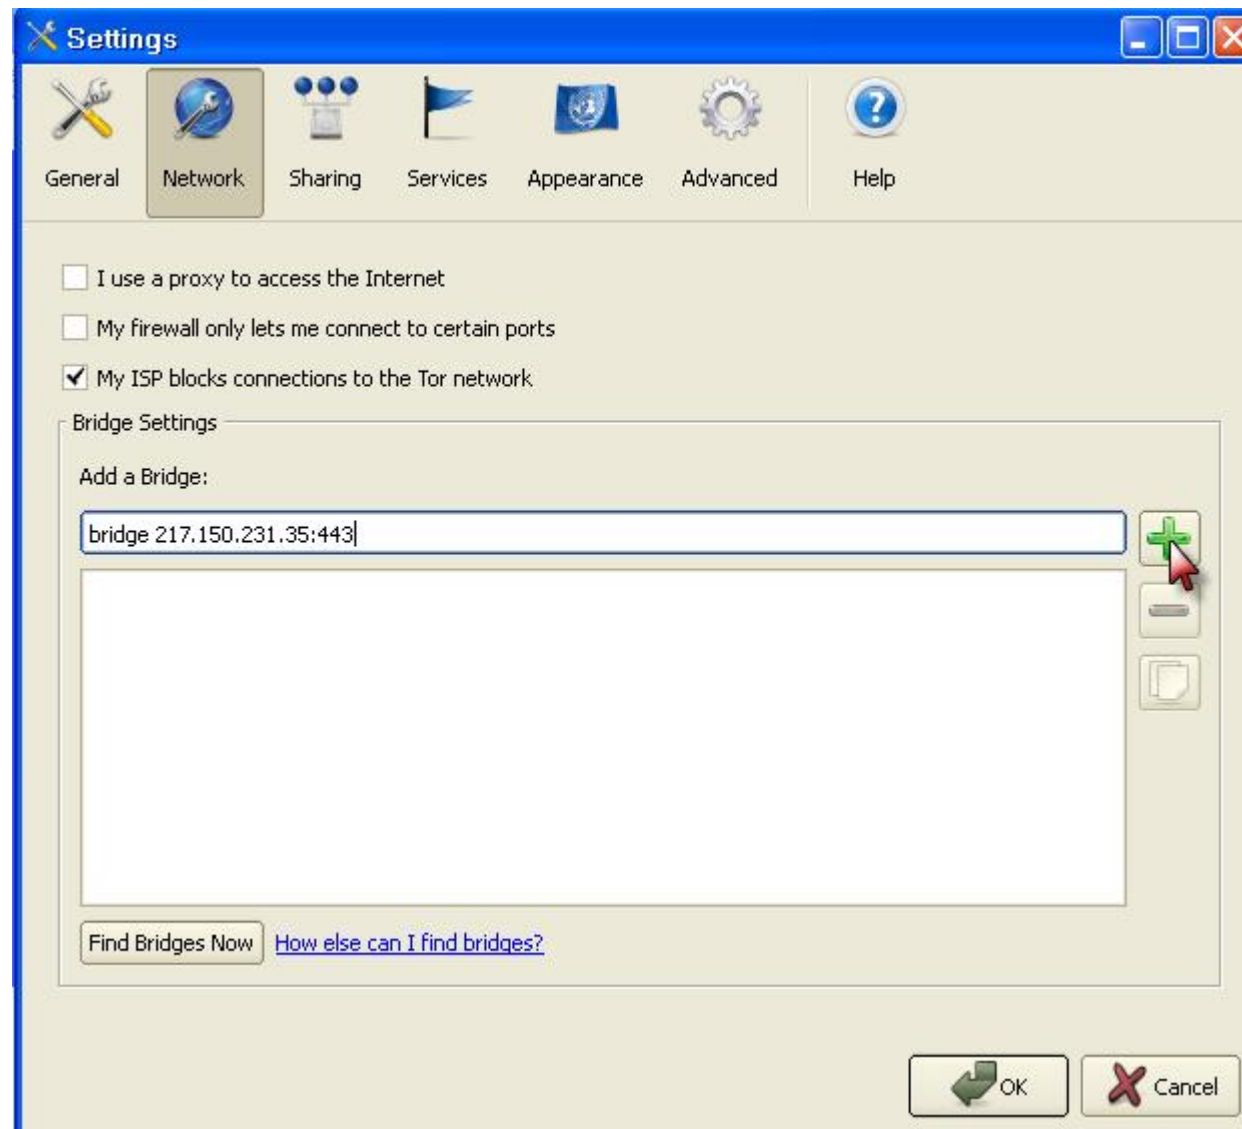 Settings
General Network Sharing Services Appearance Advanced Help
I use a proxy to access the Internet
My firewall only lets me connect to certain ports
My ISP blocks connections to the Tor network
Bridge Settings
Add a Bridge:
bridge 217.150.231.35:443
Find Bridges Now How else can I find bridges?
OK Cancel